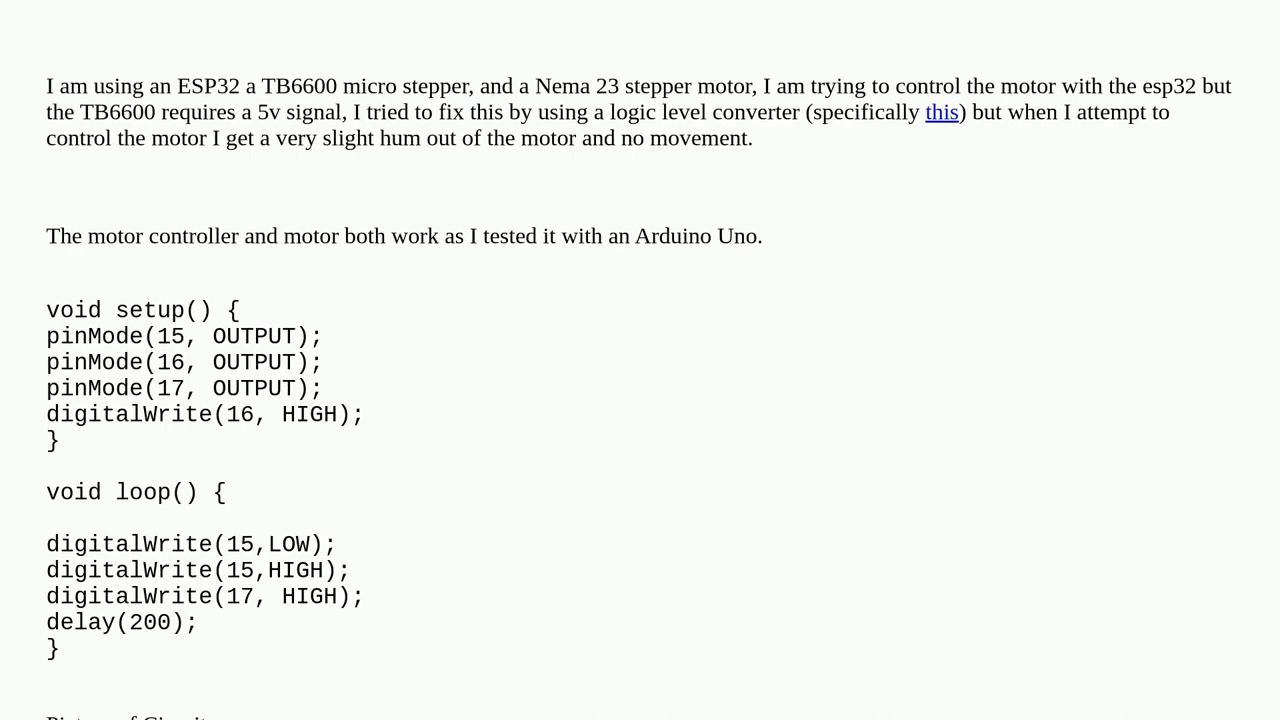 I am using an ESP32 a TB6600 micro stepper, and a Nema 23 stepper motor, I am trying to control the motor with the esp32 but
the TB6600 requires a 5v signal, I tried to fix this by using a logic level converter (specifically this) but when I attempt to
control the motor I get a very slight hum out of the motor and no movement.
The motor controller and motor both work as I tested it with an Arduino Uno.
void setup() {
pinMode(15, OUTPUT);
pinMode(16, OUTPUT);
pinMode(17, OUTPUT);
digitalWrite(16, HIGH);
}
void loop() {
digitalWrite(15,LOW);
digitalWrite(15,HIGH);
digitalWrite(17, HIGH);
delay(200);
}